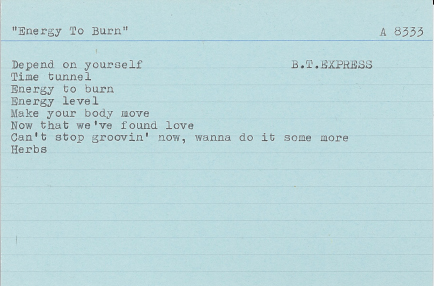 "Energy To Burn" A 8333
Depend on yourself B.T.EXPRESS
Time tunnel
Energy to burn
Energy level
Make your body move
Now that we've found love
Can't stop groovin' now, wanna do it some more
Herbs